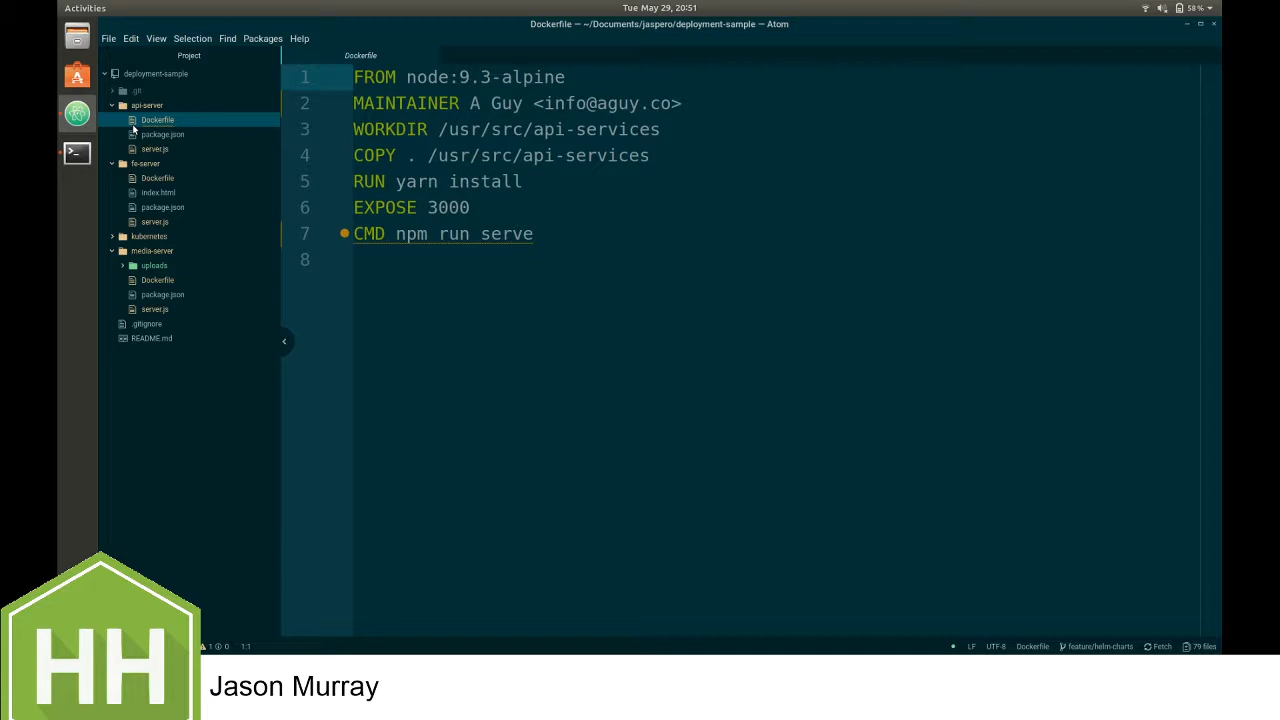 Activities
Tue May 29, 20:51
58%
Dockerfile — ~/Documents/jaspero/deployment-sample — Atom
File Edit View Selection Find Packages Help
Project
Dockerfile
deployment-sample
.git
api-server
Dockerfile
package.json
server.js
fe-server
Dockerfile
index.html
package.json
server.js
kubernetes
media-server
uploads
Dockerfile
package.json
server.js
.gitignore
README.md
1 FROM node:9.3-alpine
2 MAINTAINER A Guy <info@aguy.co>
3 WORKDIR /usr/src/api-services
4 COPY . /usr/src/api-services
5 RUN yarn install
6 EXPOSE 3000
7 CMD npm run serve
8
1 0 1:1
LF UTF-8 Dockerfile feature/helm-charts Fetch 79 files
HH
Jason Murray